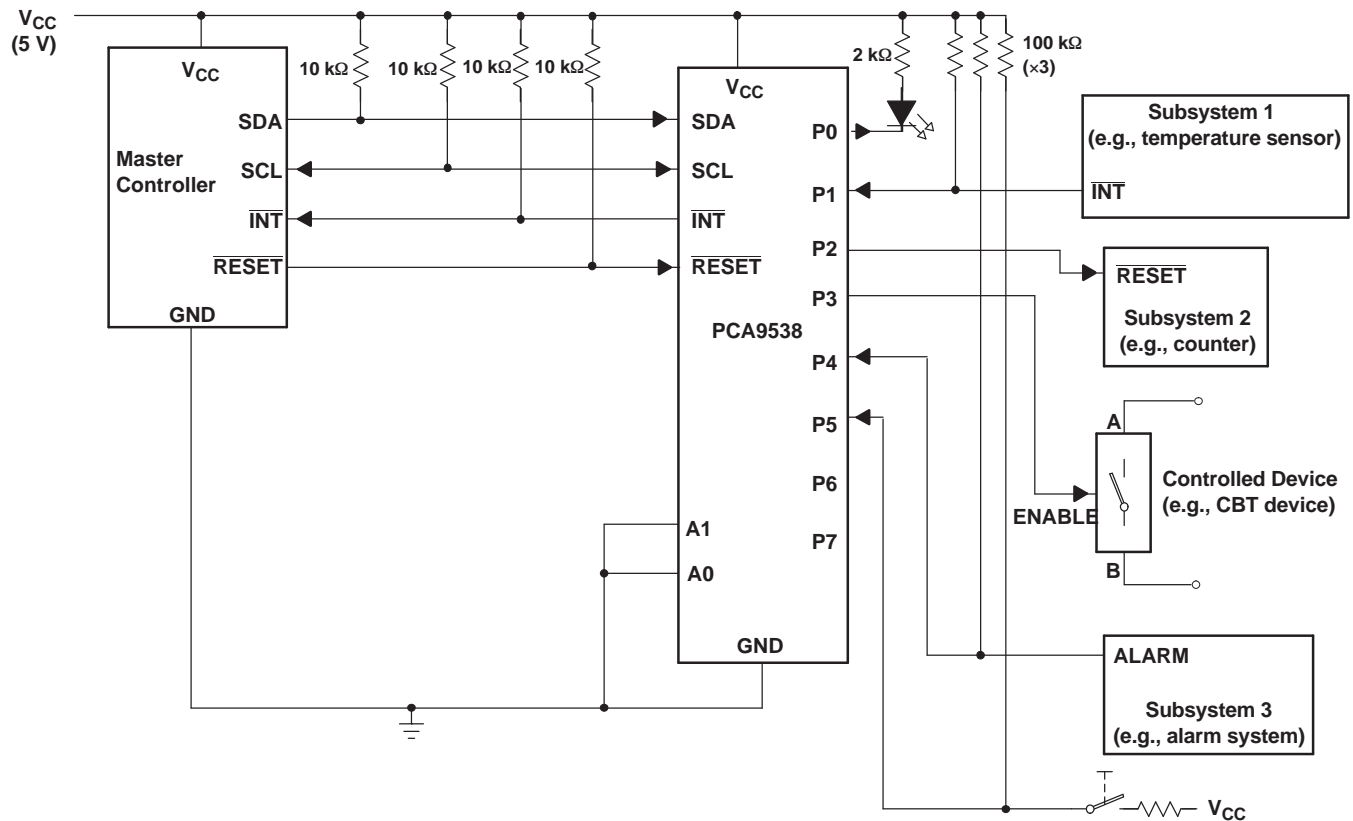 VCC
(5 V)
VCC
SDA
Master
Controller
SCL
INT
RESET
GND
10 kΩ
10 kΩ
10 kΩ
10 kΩ
VCC
SDA
SCL
INT
RESET
PCA9538
A1
A0
GND
P0
P1
P2
P3
P4
P5
P6
P7
2 kΩ
100 kΩ
(×3)
Subsystem 1
(e.g., temperature sensor)
INT
RESET
Subsystem 2
(e.g., counter)
A
Controlled Device
(e.g., CBT device)
ENABLE
B
ALARM
Subsystem 3
(e.g., alarm system)
VCC